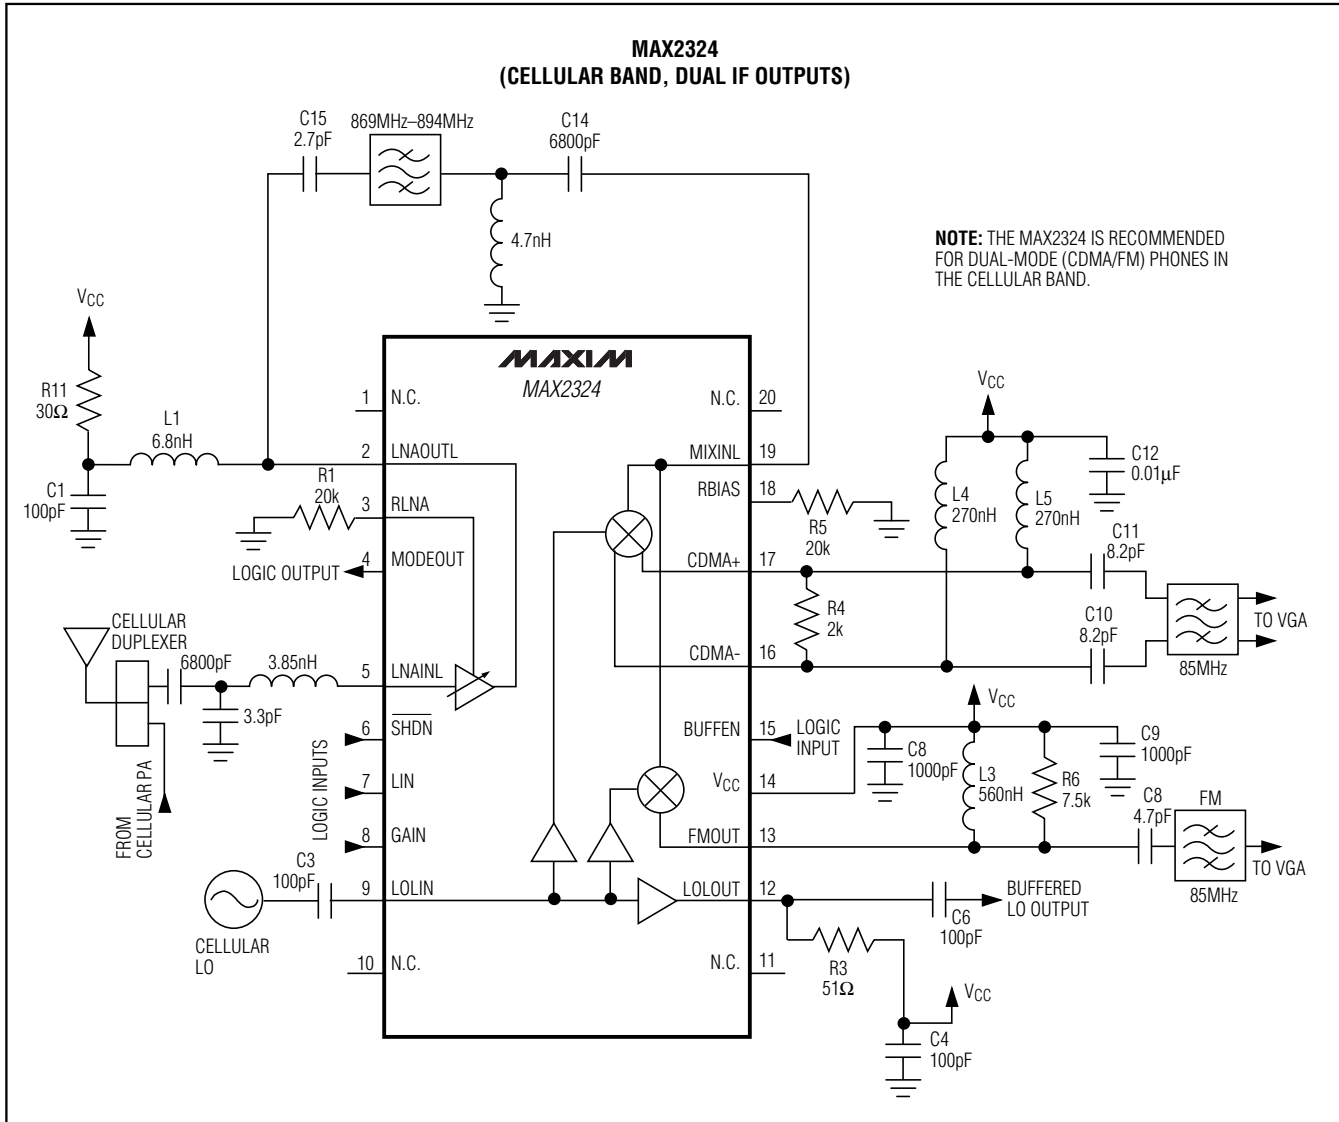 MAX2324
(CELLULAR BAND, DUAL IF OUTPUTS)
C15
2.7pF
869MHz–894MHz
C14
6800pF
4.7nH
NOTE: THE MAX2324 IS RECOMMENDED
FOR DUAL-MODE (CDMA/FM) PHONES IN
THE CELLULAR BAND.
VCC
R11
30Ω
L1
6.8nH
C1
100pF
R1
20k
LOGIC OUTPUT
CELLULAR
DUPLEXER
6800pF
3.85nH
3.3pF
FROM
CELLULAR PA
LOGIC INPUTS
C3
100pF
CELLULAR
LO
MAXIM
MAX2324
1 N.C.
2 LNAOUTL
3 RLNA
4 MODEOUT
5 LNAINL
6 SHDN
7 LIN
8 GAIN
9 LOLIN
10 N.C.
N.C. 20
MIXINL 19
RBIAS 18
CDMA+ 17
CDMA- 16
BUFFEN 15
VCC 14
FMOUT 13
LOLOUT 12
N.C. 11
R5
20k
R4
2k
VCC
L4
270nH
L5
270nH
C12
0.01µF
C11
8.2pF
C10
8.2pF
85MHz
TO VGA
LOGIC
INPUT
VCC
C8
1000pF
L3
560nH
R6
7.5k
C9
1000pF
C8
4.7pF
FM
85MHz
TO VGA
C6
100pF
BUFFERED
LO OUTPUT
R3
51Ω
VCC
C4
100pF